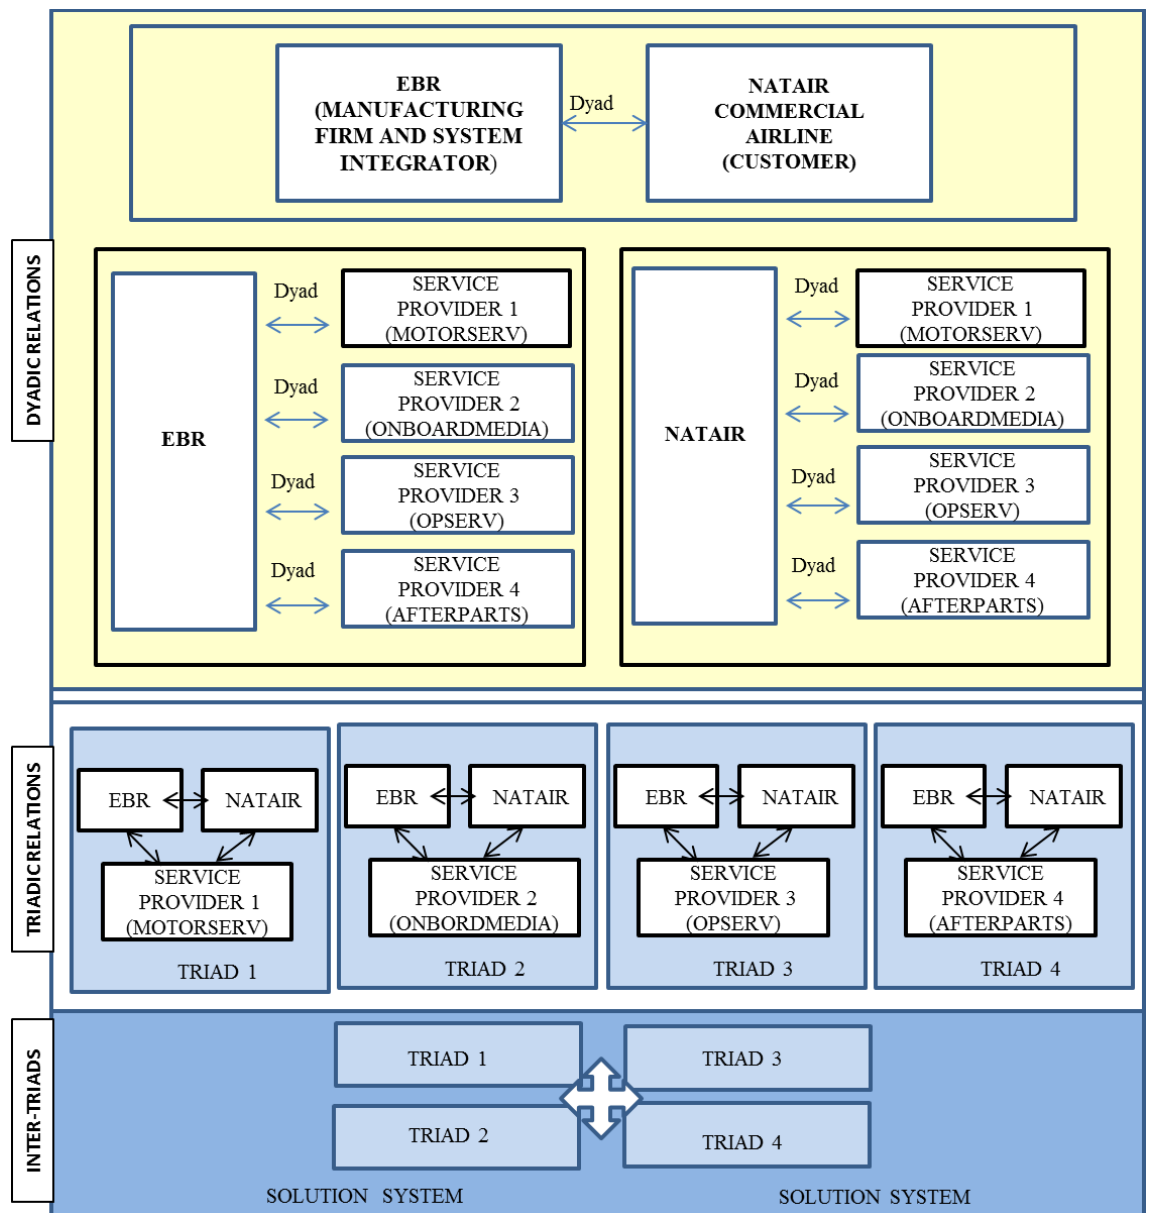 EBR
(MANUFACTURING
FIRM AND SYSTEM
INTEGRATOR)
Dyad
NATAIR
COMMERCIAL
AIRLINE
(CUSTOMER)
DYADIC RELATIONS
EBR
Dyad
SERVICE
PROVIDER 1
(MOTORSERV)
Dyad
SERVICE
PROVIDER 2
(ONBOARDMEDIA)
Dyad
SERVICE
PROVIDER 3
(OPSERV)
Dyad
SERVICE
PROVIDER 4
(AFTERPARTS)
NATAIR
Dyad
SERVICE
PROVIDER 1
(MOTORSERV)
Dyad
SERVICE
PROVIDER 2
(ONBOARDMEDIA)
Dyad
SERVICE
PROVIDER 3
(OPSERV)
Dyad
SERVICE
PROVIDER 4
(AFTERPARTS)
TRIADIC RELATIONS
EBR
NATAIR
SERVICE
PROVIDER 1
(MOTORSERV)
TRIAD 1
EBR
NATAIR
SERVICE
PROVIDER 2
(ONBORDMEDIA)
TRIAD 2
EBR
NATAIR
SERVICE
PROVIDER 3
(OPSERV)
TRIAD 3
EBR
NATAIR
SERVICE
PROVIDER 4
(AFTERPARTS)
TRIAD 4
INTER-TRIADS
TRIAD 1
TRIAD 3
TRIAD 2
TRIAD 4
SOLUTION SYSTEM
SOLUTION SYSTEM